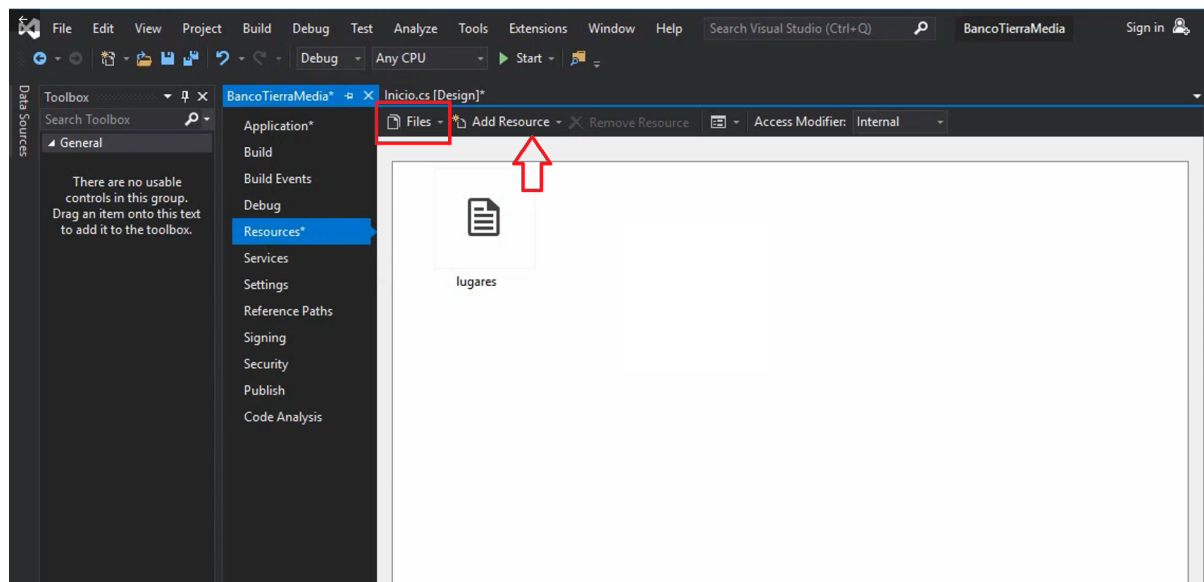 File Edit View Project Build Debug Test Analyze Tools Extensions Window Help Search Visual Studio (Ctrl+Q) BancoTierraMedia Sign in
Debug Any CPU Start
Data Sources
Toolbox
Search Toolbox
General
There are no usable
controls in this group.
Drag an item onto this text
to add it to the toolbox.
BancoTierraMedia* Inicio.cs [Design]*
Application*
Build
Build Events
Debug
Resources*
Services
Settings
Reference Paths
Signing
Security
Publish
Code Analysis
Files Add Resource Remove Resource Access Modifier: Internal
lugares